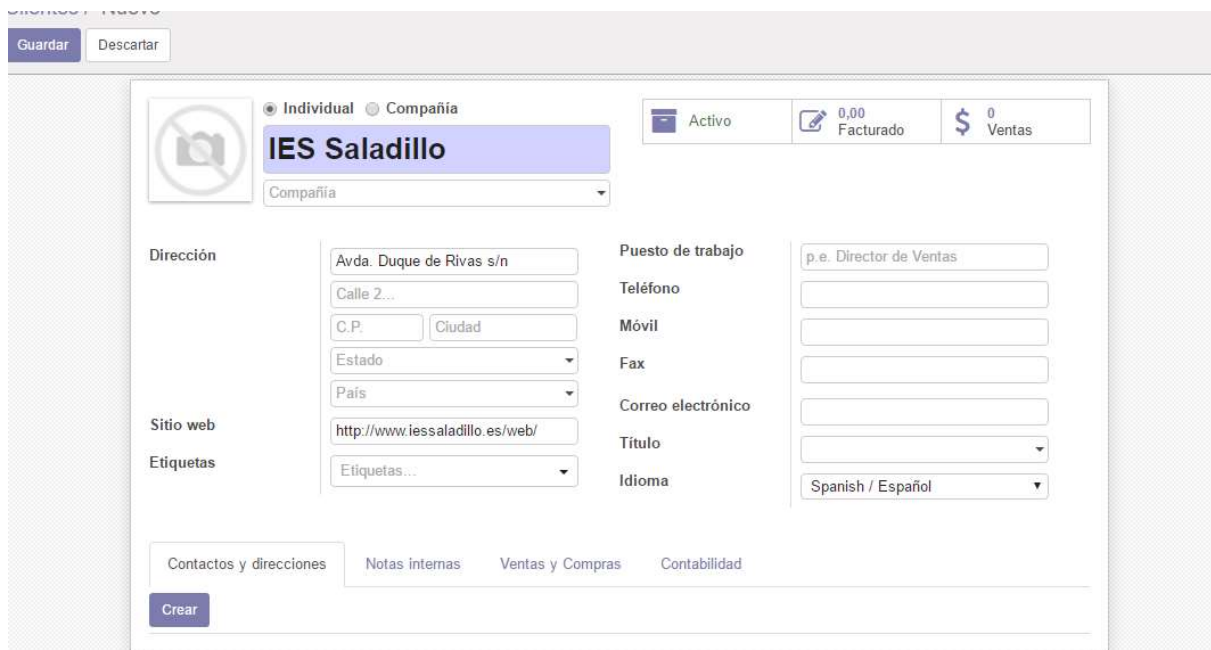 Guardar Descartar
Individual Compañía
IES Saladillo
Compañía
Activo
0,00
Facturado
0
Ventas
Dirección
Avda. Duque de Rivas s/n
Calle 2...
C.P. Ciudad
Estado
País
Sitio web http://www.iessaladillo.es/web/
Etiquetas Etiquetas...
Puesto de trabajo p.e. Director de Ventas
Teléfono
Móvil
Fax
Correo electrónico
Título
Idioma Spanish / Español
Contactos y direcciones Notas internas Ventas y Compras Contabilidad
Crear